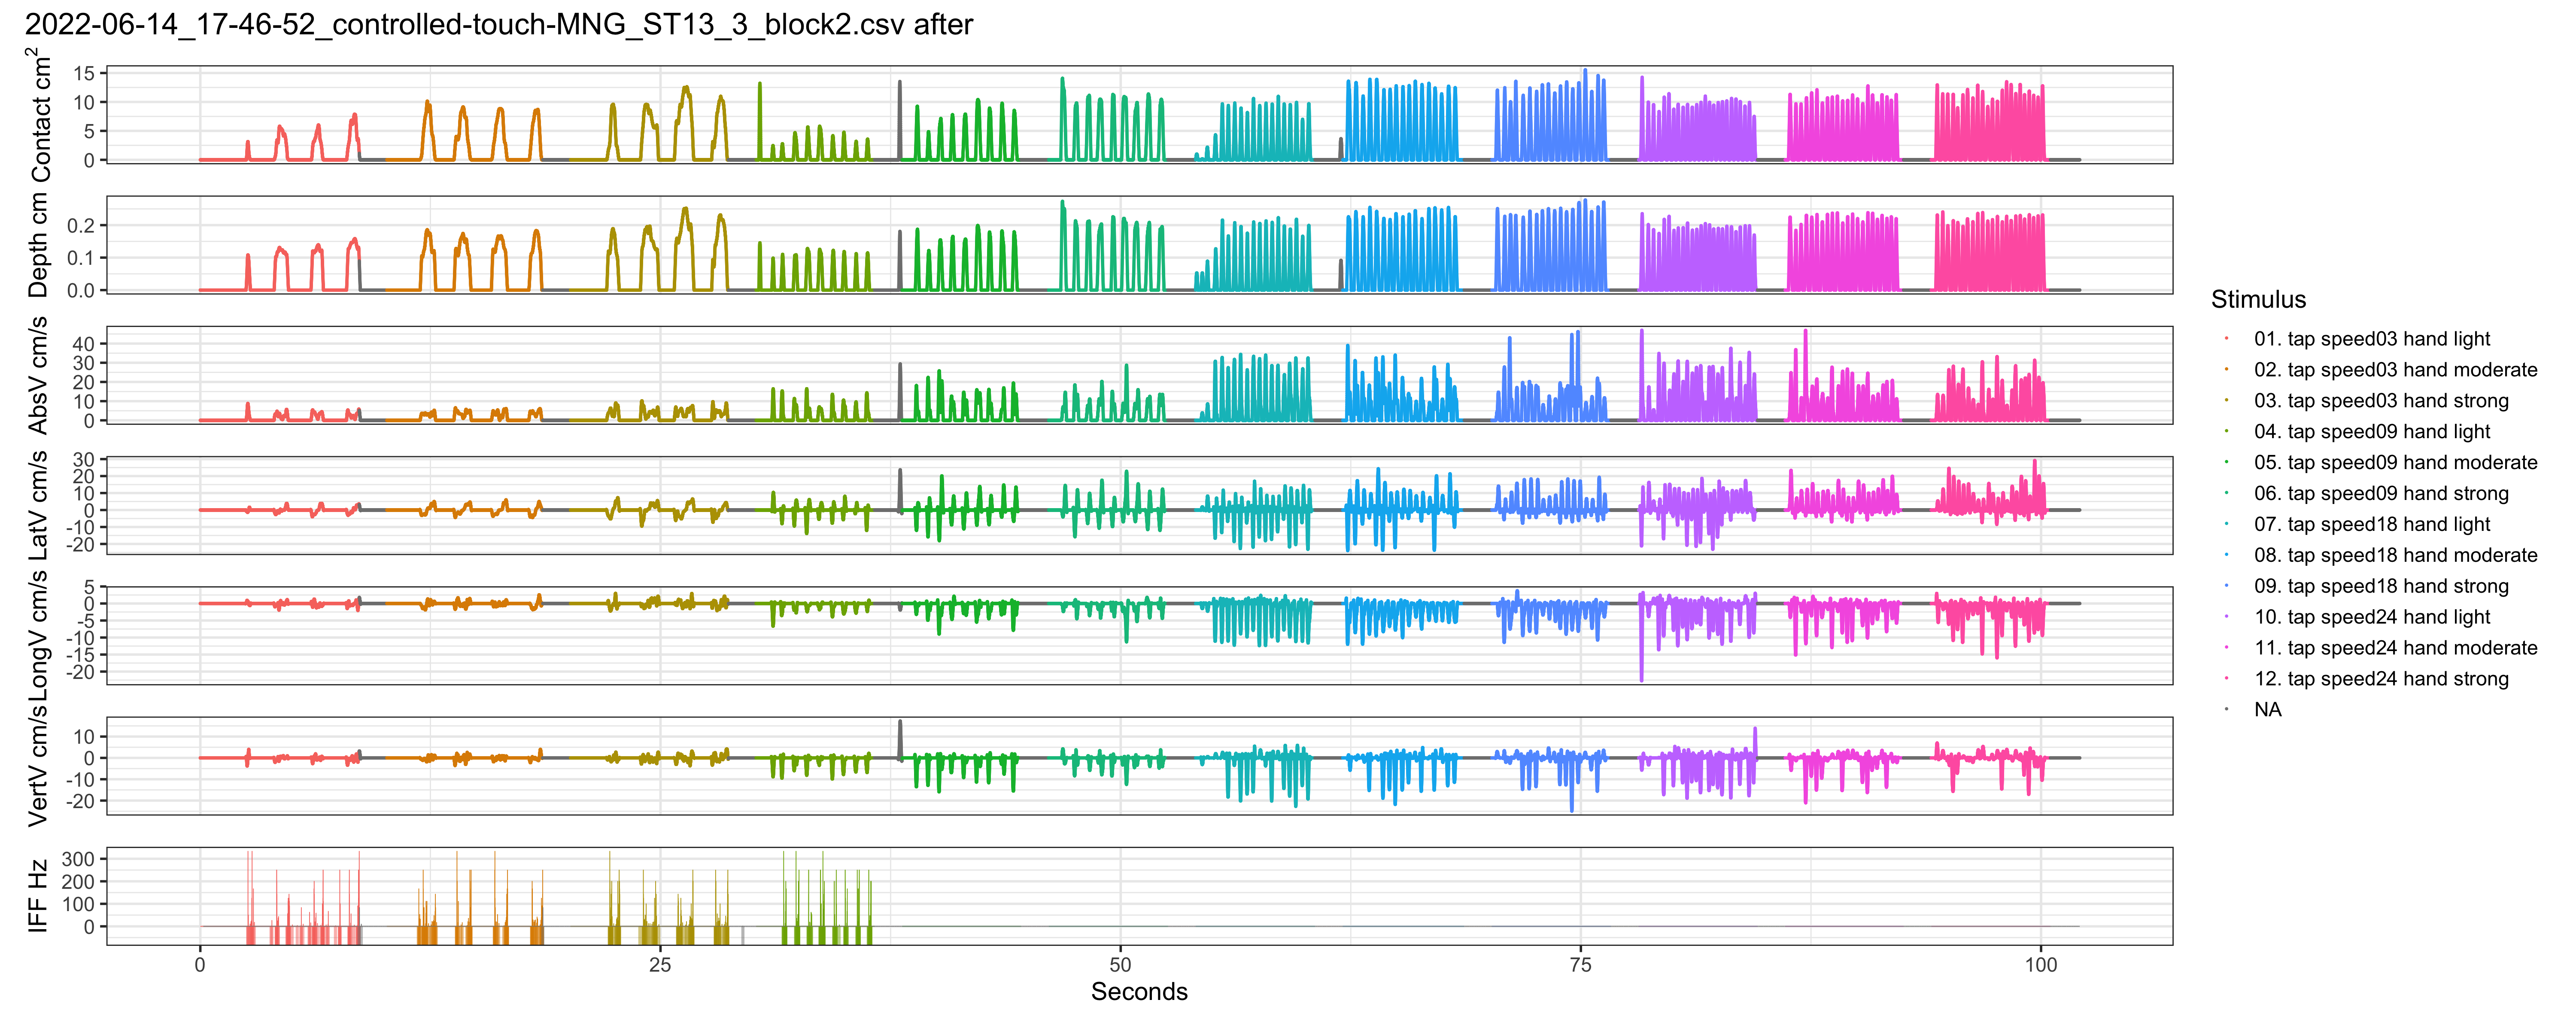 2022-06-14_17-46-52_controlled-touch-MNG_ST13_3_block2.csv after
Contact cm²
15
10
5
0
Depth cm
0.2
0.1
0.0
AbsV cm/s
40
30
20
10
0
LatV cm/s
30
20
10
0
-10
-20
LongV cm/s
5
0
-5
-10
-15
-20
VertV cm/s
10
0
-10
-20
IFF Hz
300
200
100
0
0 25 50 75 100
Seconds
Stimulus
01. tap speed03 hand light
02. tap speed03 hand moderate
03. tap speed03 hand strong
04. tap speed09 hand light
05. tap speed09 hand moderate
06. tap speed09 hand strong
07. tap speed18 hand light
08. tap speed18 hand moderate
09. tap speed18 hand strong
10. tap speed24 hand light
11. tap speed24 hand moderate
12. tap speed24 hand strong
NA